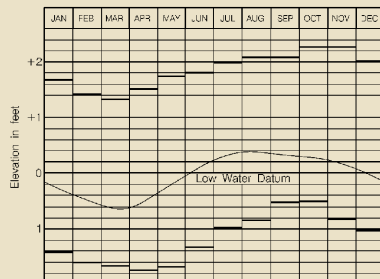 JAN FEB MAR APR MAY JUN JUL AUG SEP OCT NOV DEC
+2
+1
Elevation in feet
0
Low Water Datum
1